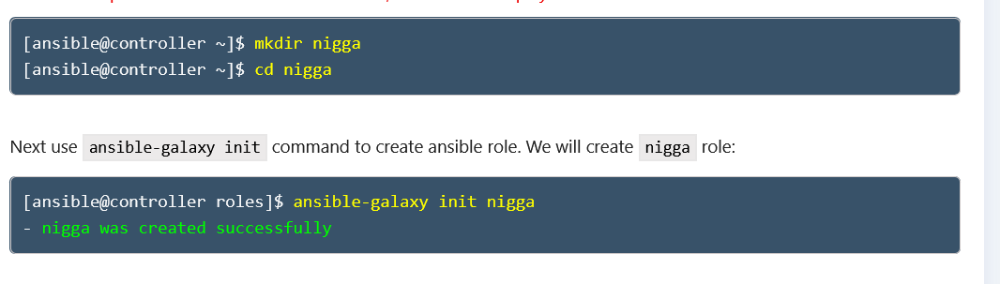 [ansible@controller ~]$ mkdir nigga
[ansible@controller ~]$ cd nigga
Next use ansible-galaxy init command to create ansible role. We will create nigga role:
[ansible@controller roles]$ ansible-galaxy init nigga
- nigga was created successfully